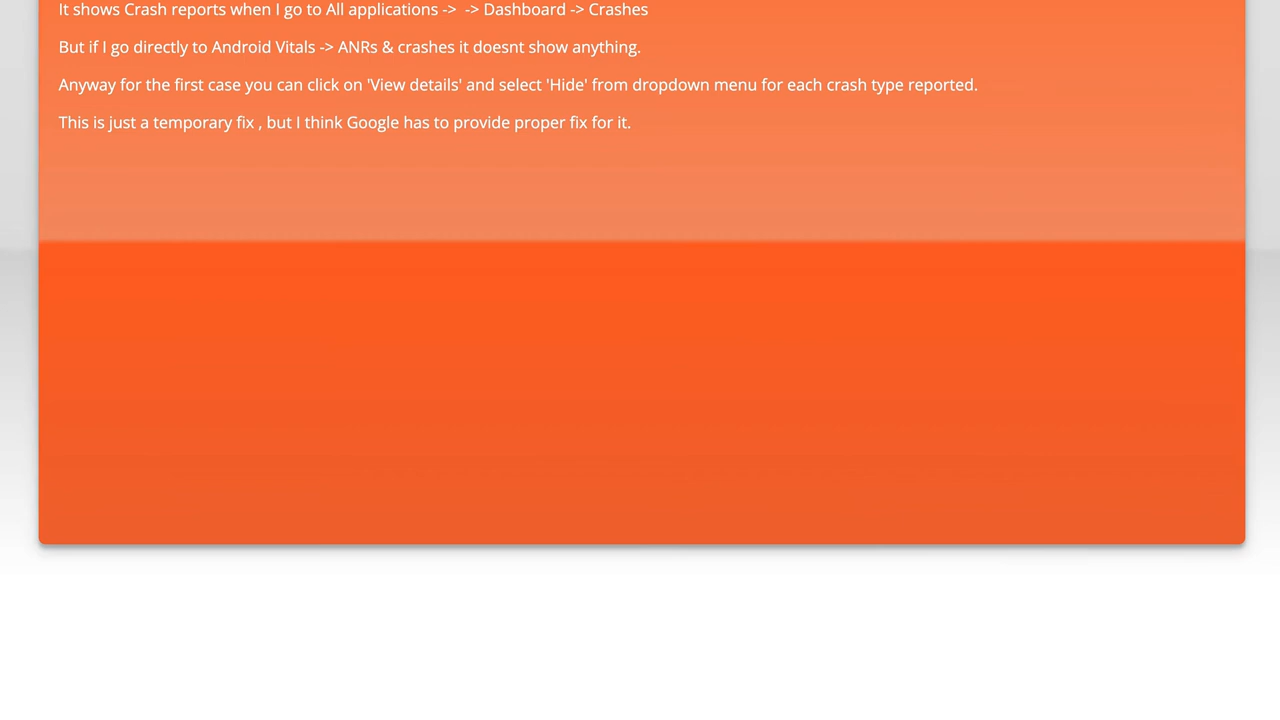 It shows Crash reports when I go to All applications ->  -> Dashboard -> Crashes
But if I go directly to Android Vitals -> ANRs & crashes it doesnt show anything.
Anyway for the first case you can click on 'View details' and select 'Hide' from dropdown menu for each crash type reported.
This is just a temporary fix , but I think Google has to provide proper fix for it.